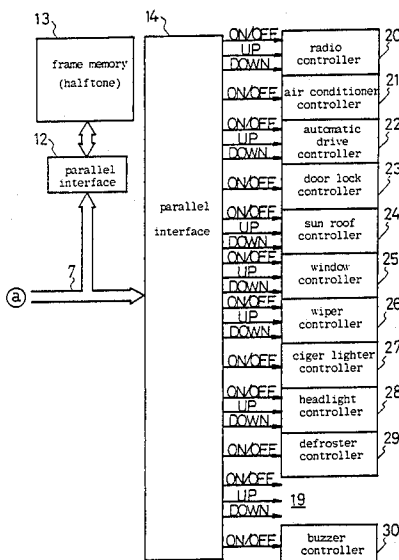 13
frame memory
(halftone)
12
parallel
interface
7
ⓐ
14
parallel
interface
ON/OFF
UP
DOWN
radio
controller
20
ON/OFF
air conditioner
controller
21
ON/OFF
UP
DOWN
automatic
drive
controller
22
ON/OFF
door lock
controller
23
ON/OFF
UP
DOWN
sun roof
controller
24
ON/OFF
UP
DOWN
window
controller
25
ON/OFF
UP
DOWN
wiper
controller
26
ON/OFF
ciger lighter
controller
27
ON/OFF
UP
DOWN
headlight
controller
28
ON/OFF
defroster
controller
29
ON/OFF
UP
DOWN
19
ON/OFF
buzzer
controller
30